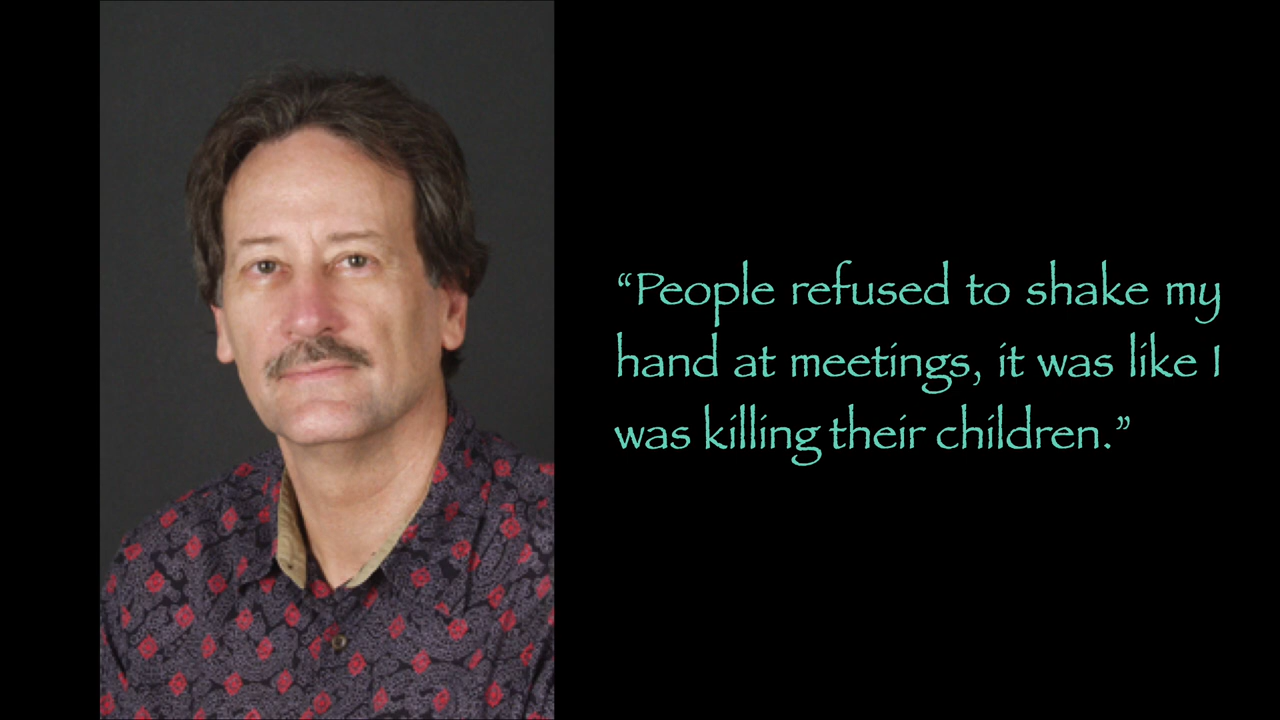 “People refused to shake my
hand at meetings, it was like I
was killing their children.”